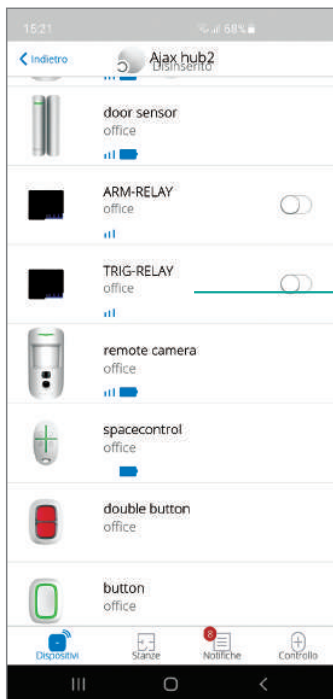 15:21 68%
Indietro
Ajax hub2
Disinserito
door sensor
office
ARM-RELAY
office
TRIG-RELAY
office
remote camera
office
spacecontrol
office
double button
office
button
office
8
Dispositivi Stanze Notifiche Controllo